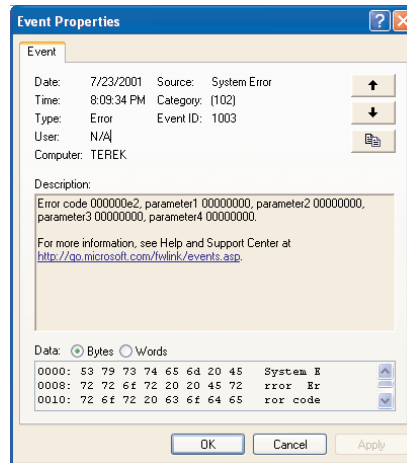 Event Properties
Event
Date: 7/23/2001 Source: System Error
Time: 8:09:34 PM Category: (102)
Type: Error Event ID: 1003
User: N/A
Computer: TEREK
Description:
Error code 000000e2, parameter1 00000000, parameter2 00000000,
parameter3 00000000, parameter4 00000000.
For more information, see Help and Support Center at
http://go.microsoft.com/fwlink/events.asp.
Data: Bytes Words
0000: 53 79 73 74 65 6d 20 45 System E
0008: 72 72 6f 72 20 20 45 72 rror Er
0010: 72 6f 72 20 63 6f 64 65 ror code
OK Cancel Apply